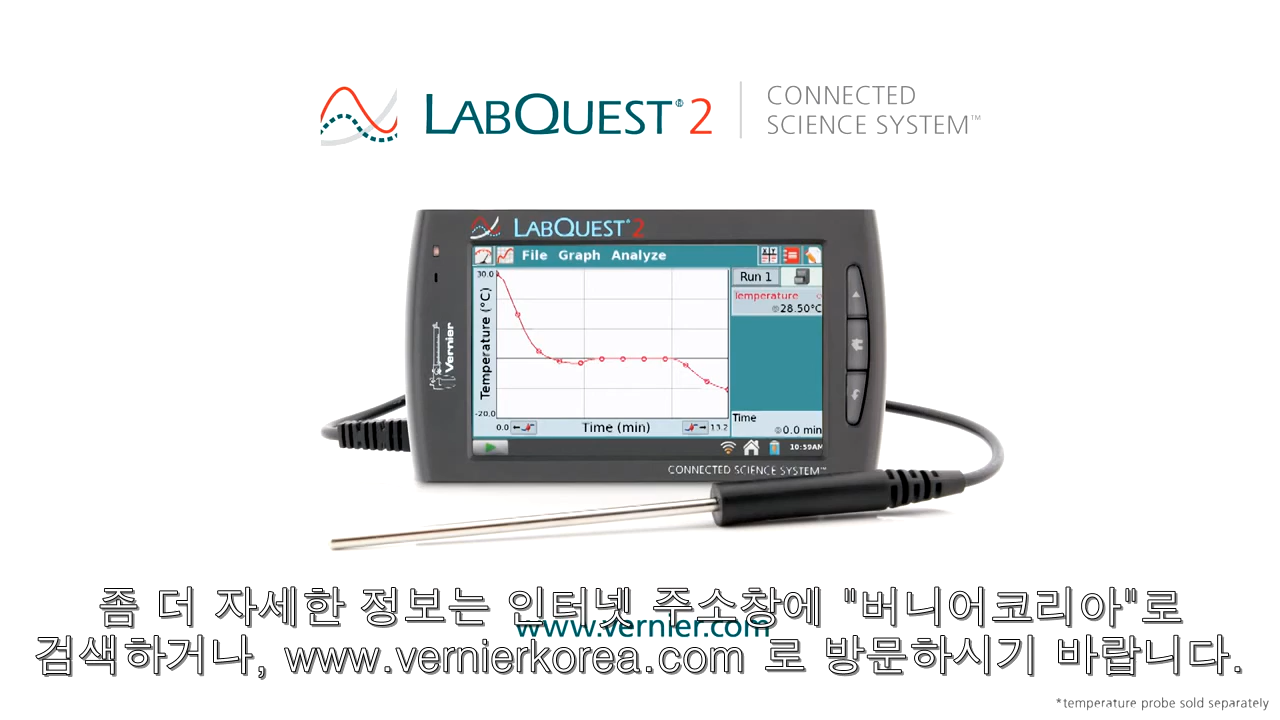 LABQUEST® 2
CONNECTED
SCIENCE SYSTEM™
LABQUEST® 2
File Graph Analyze
Run 1
30.0
Temperature (°C)
-20.0
Temperature
28.50°C
Vernier
Time
0.0 min
0.0
Time (min)
13.2
10:59AM
CONNECTED SCIENCE SYSTEM™
좀 더 자세한 정보는 인터넷 주소창에 "버니어코리아"로
www.vernier.com
검색하거나, www.vernierkorea.com 로 방문하시기 바랍니다.
*temperature probe sold separately